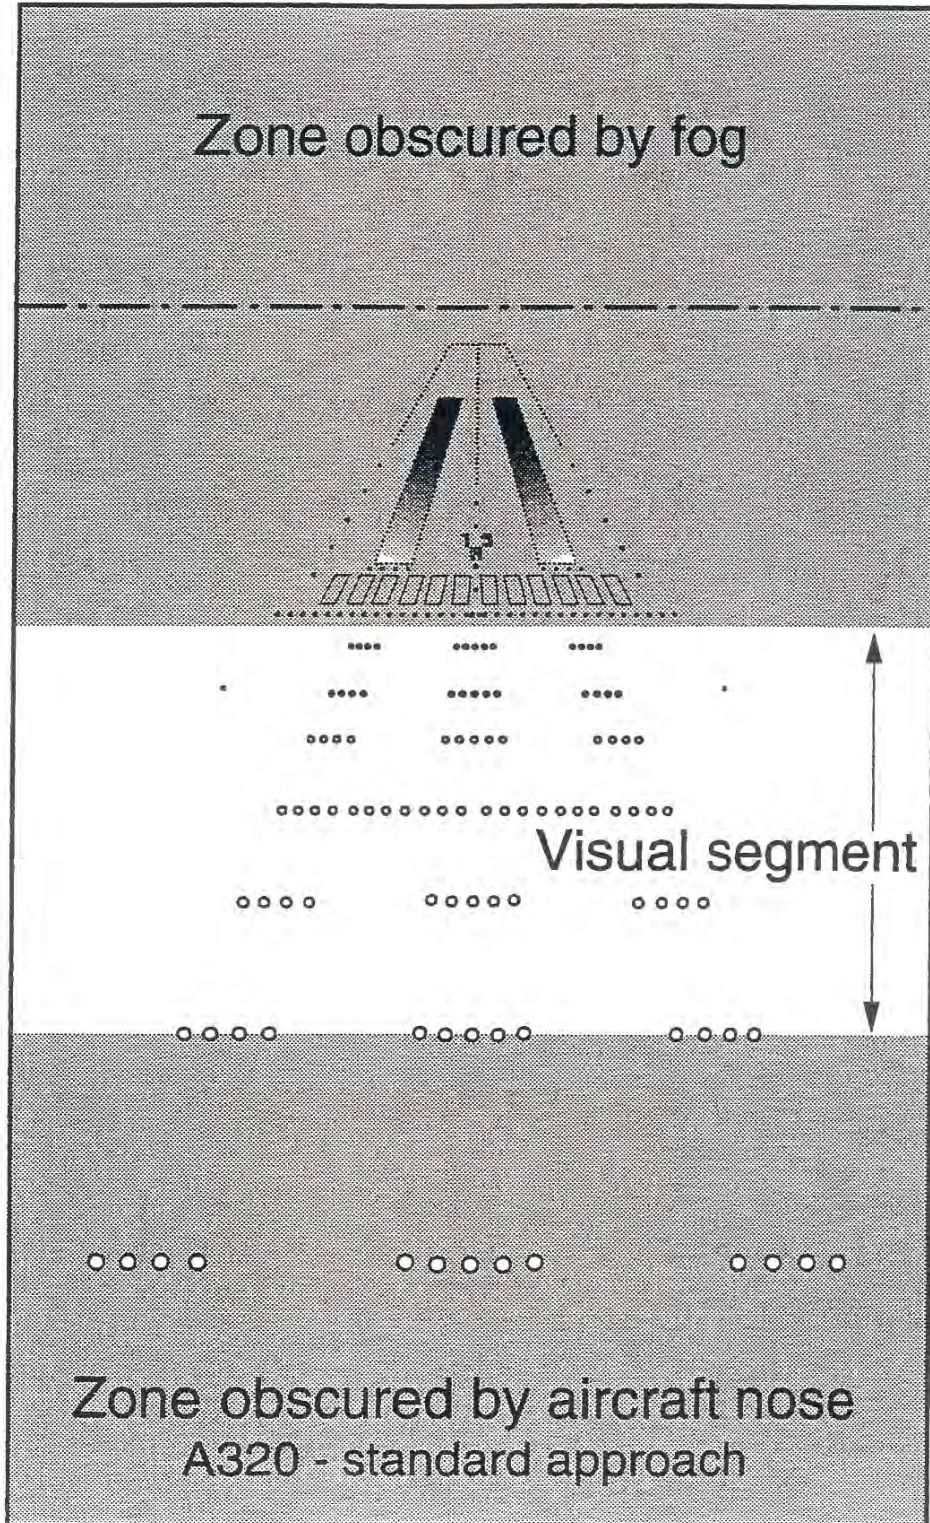 Zone obscured by fog
Visual segment
Zone obscured by aircraft nose
A320 - standard approach